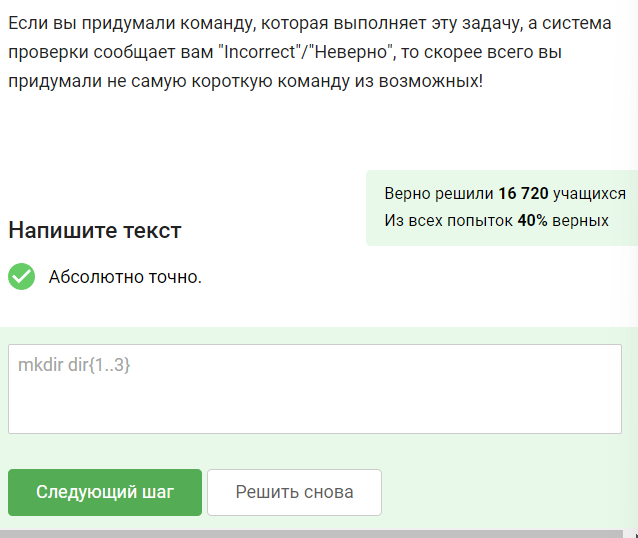 Если вы придумали команду, которая выполняет эту задачу, а система
проверки сообщает вам "Incorrect"/"Неверно", то скорее всего вы
придумали не самую короткую команду из возможных!
Верно решили 16 720 учащихся
Из всех попыток 40% верных
Напишите текст
Абсолютно точно.
mkdir dir{1..3}
Следующий шаг
Решить снова